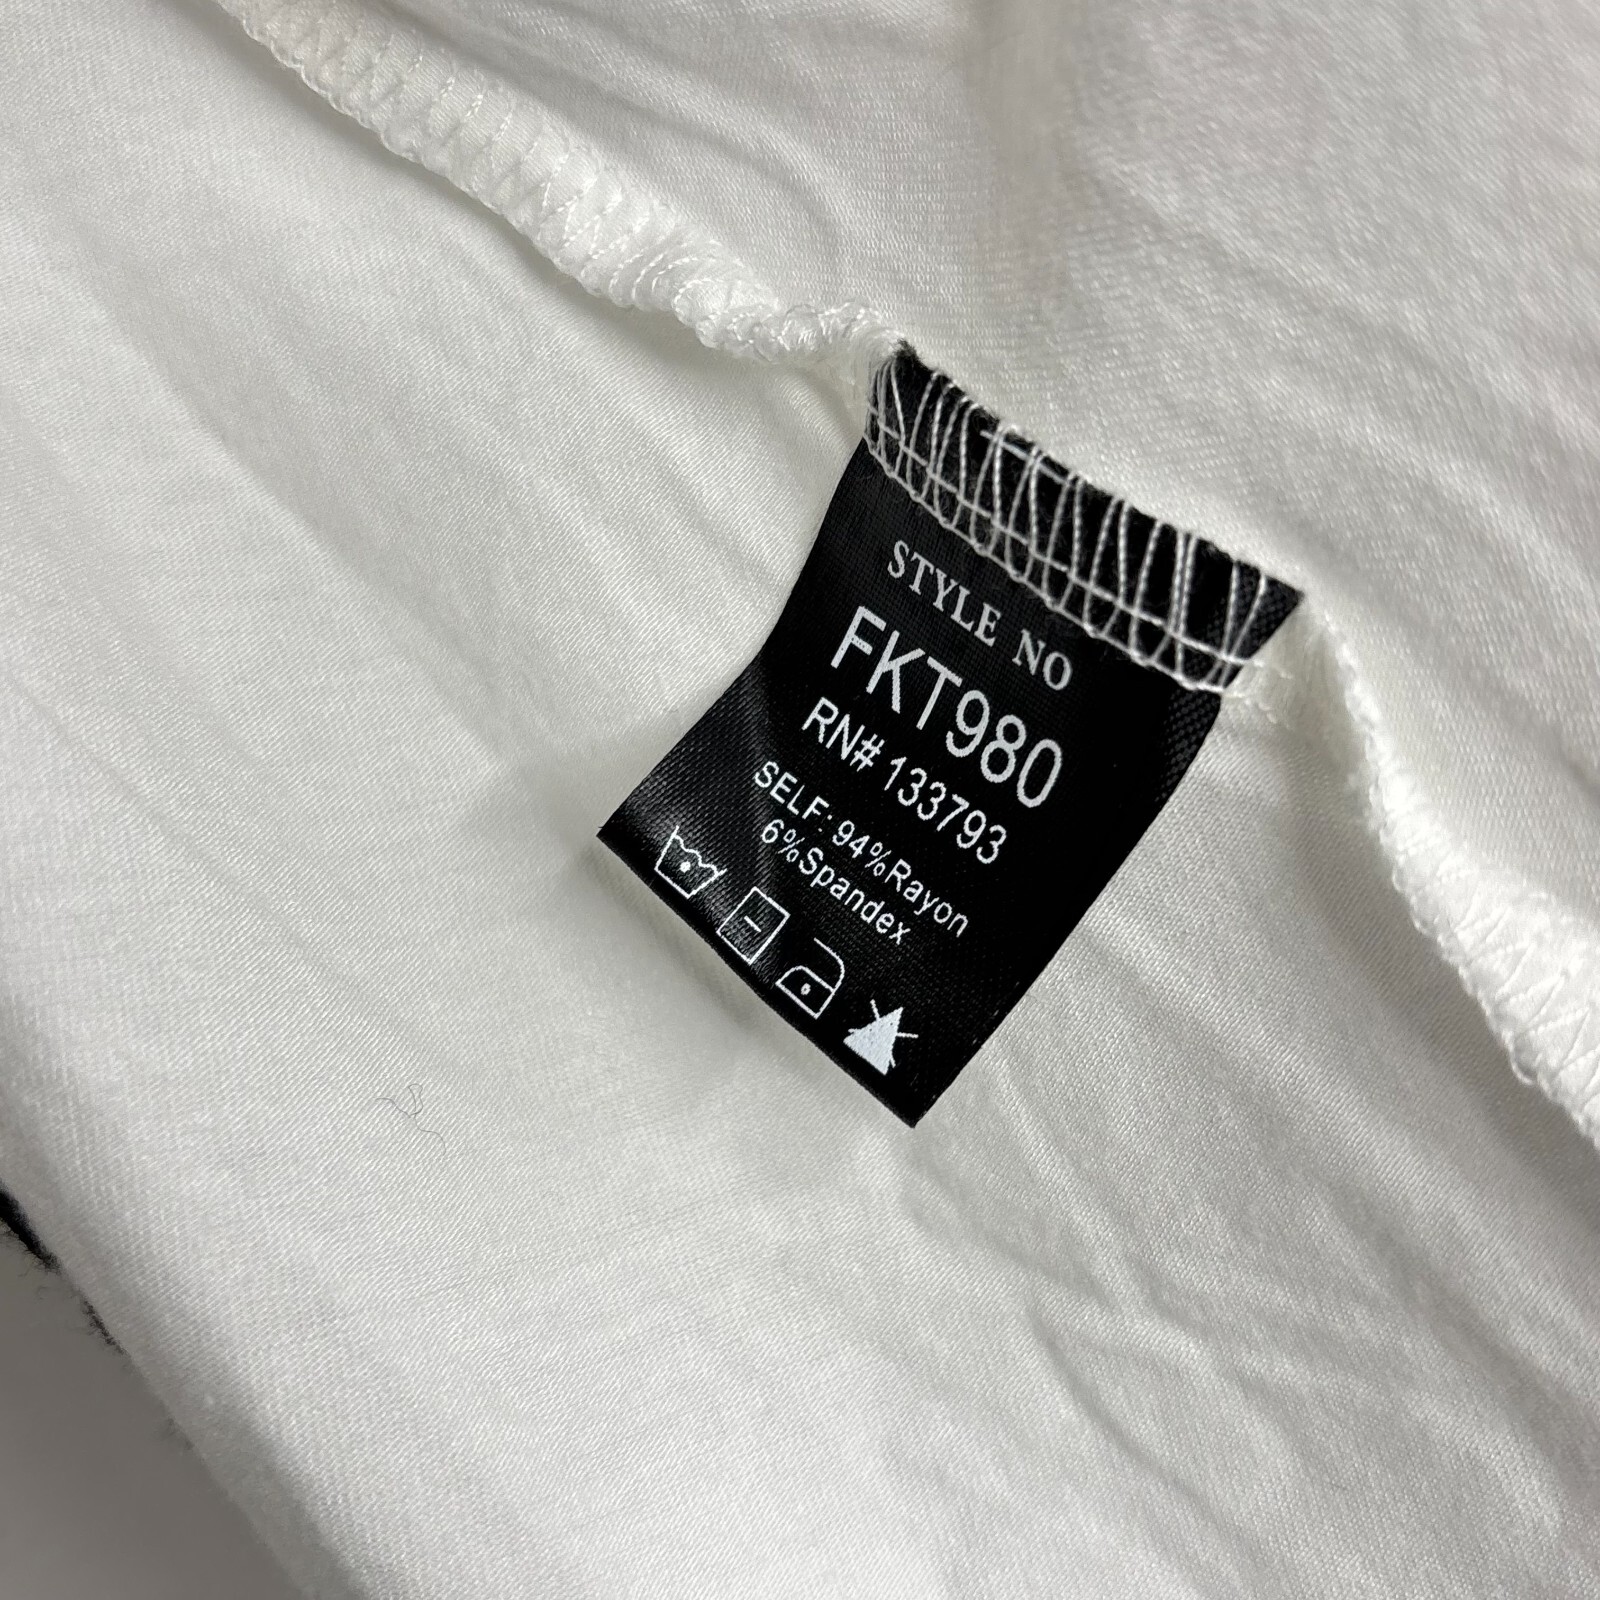 STYLE NO
FKT980
RN# 133793
SELF: 94%Rayon
6%Spandex